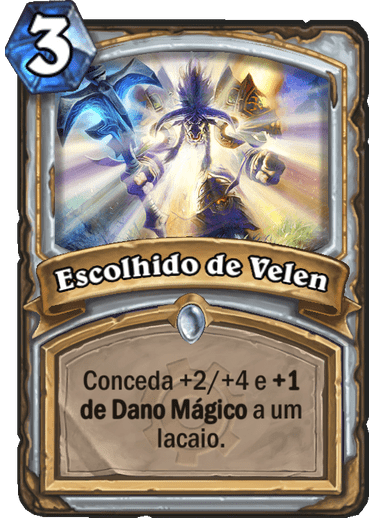 3
Escolhido de Velen
Conceda +2/+4 e +1
de Dano Mágico a um
lacaio.